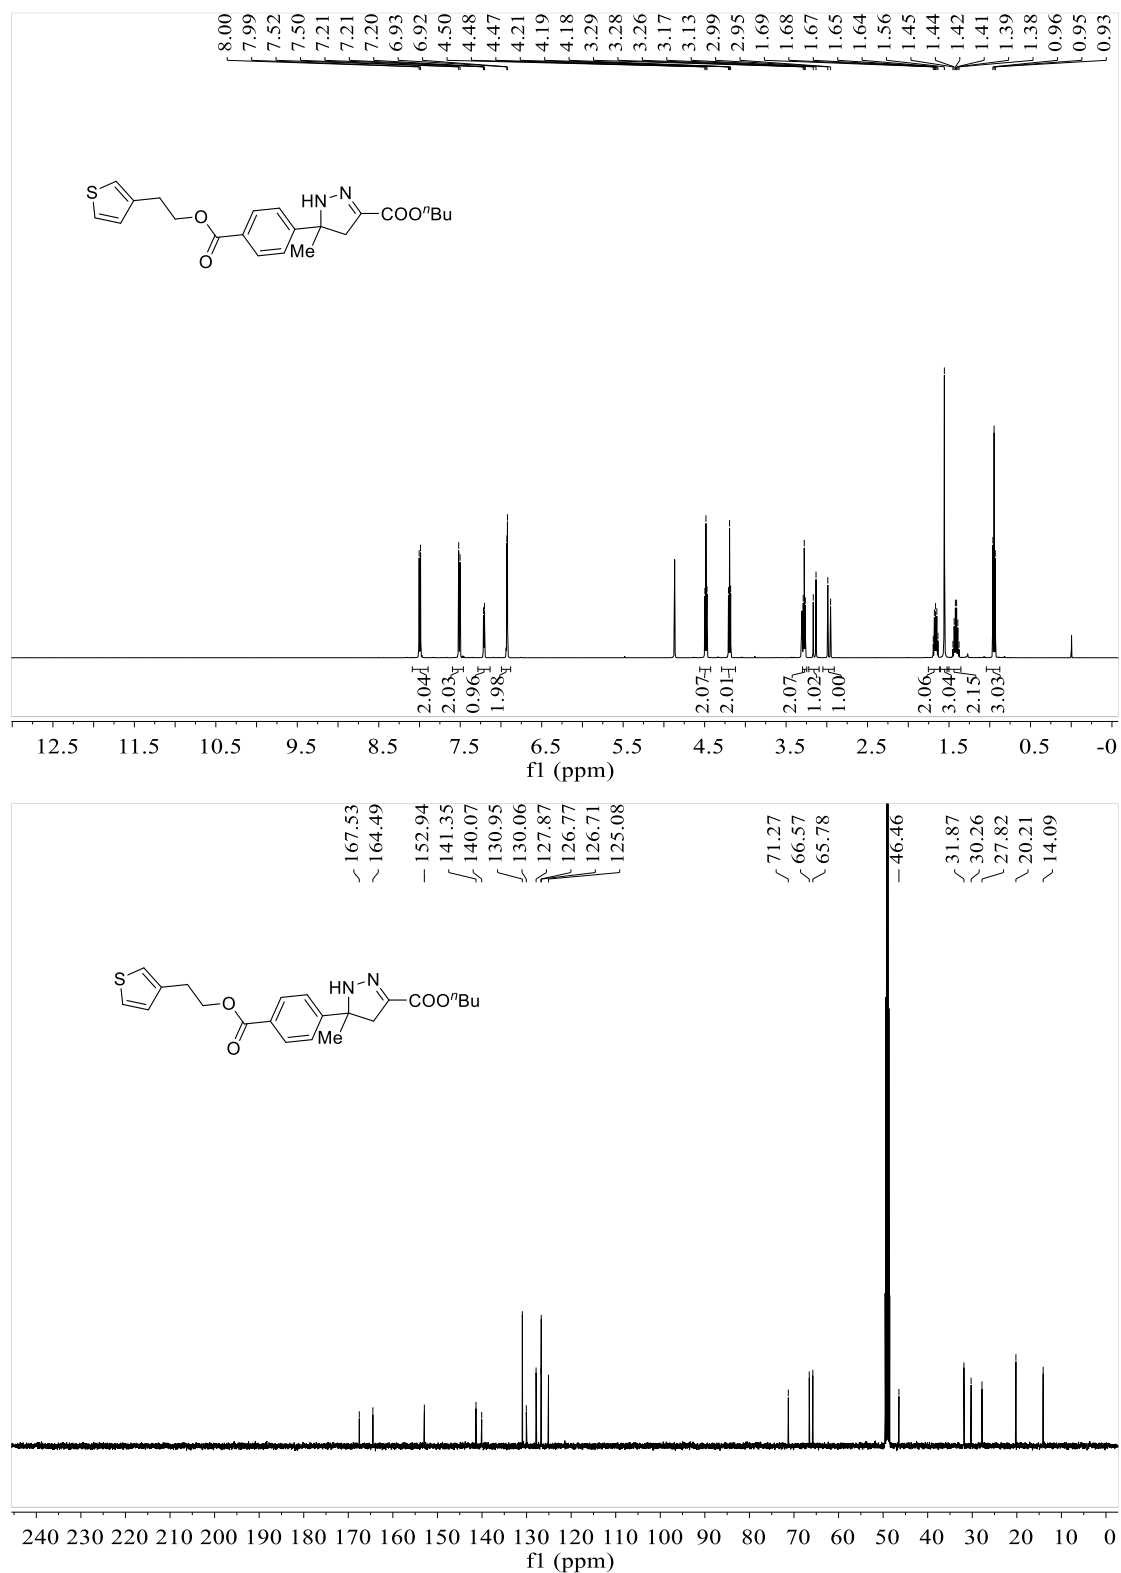 8.00 7.99 7.52 7.50 7.21 7.21 7.20 6.93 6.92 4.50 4.48 4.47 4.21 4.19 4.18 3.29 3.28 3.26 3.17 3.13 2.99 2.95 1.69 1.68 1.67 1.65 1.64 1.56 1.45 1.44 1.42 1.41 1.39 1.38 0.96 0.95 0.93
S
O
O
HN
N
Me
COOⁿBu
2.04 2.03 0.96 1.98 2.07 2.01 2.07 1.02 1.00 2.06 3.04 2.15 3.03
12.5 11.5 10.5 9.5 8.5 7.5 6.5 5.5 4.5 3.5 2.5 1.5 0.5 -0
f1 (ppm)
167.53 164.49 152.94 141.35 140.07 130.95 130.06 127.87 126.77 126.71 125.08 71.27 66.57 65.78 46.46 31.87 30.26 27.82 20.21 14.09
S
O
O
HN
N
Me
COOⁿBu
240 230 220 210 200 190 180 170 160 150 140 130 120 110 100 90 80 70 60 50 40 30 20 10 0
f1 (ppm)